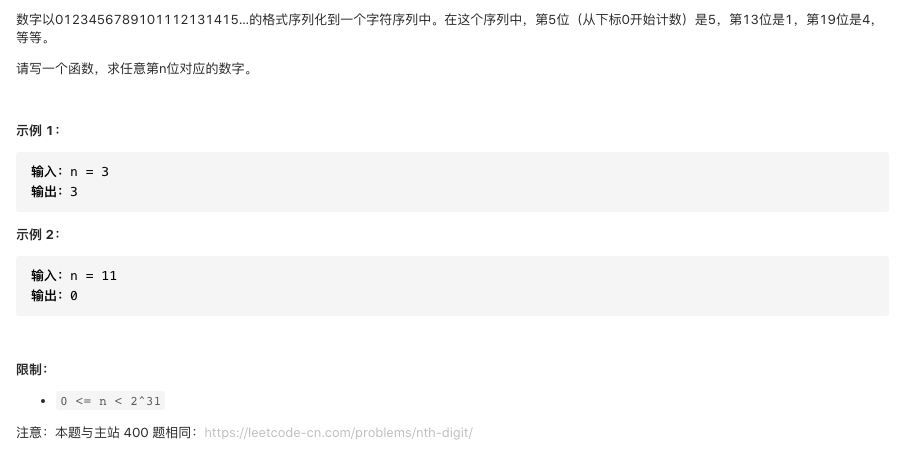 数字以0123456789101112131415…的格式序列化到一个字符序列中。在这个序列中，第5位（从下标0开始计数）是5，第13位是1，第19位是4，
等等。
请写一个函数，求任意第n位对应的数字。
示例 1：
输入：n = 3
输出：3
示例 2：
输入：n = 11
输出：0
限制：
• 0 <= n < 2^31
注意：本题与主站 400 题相同：https://leetcode-cn.com/problems/nth-digit/